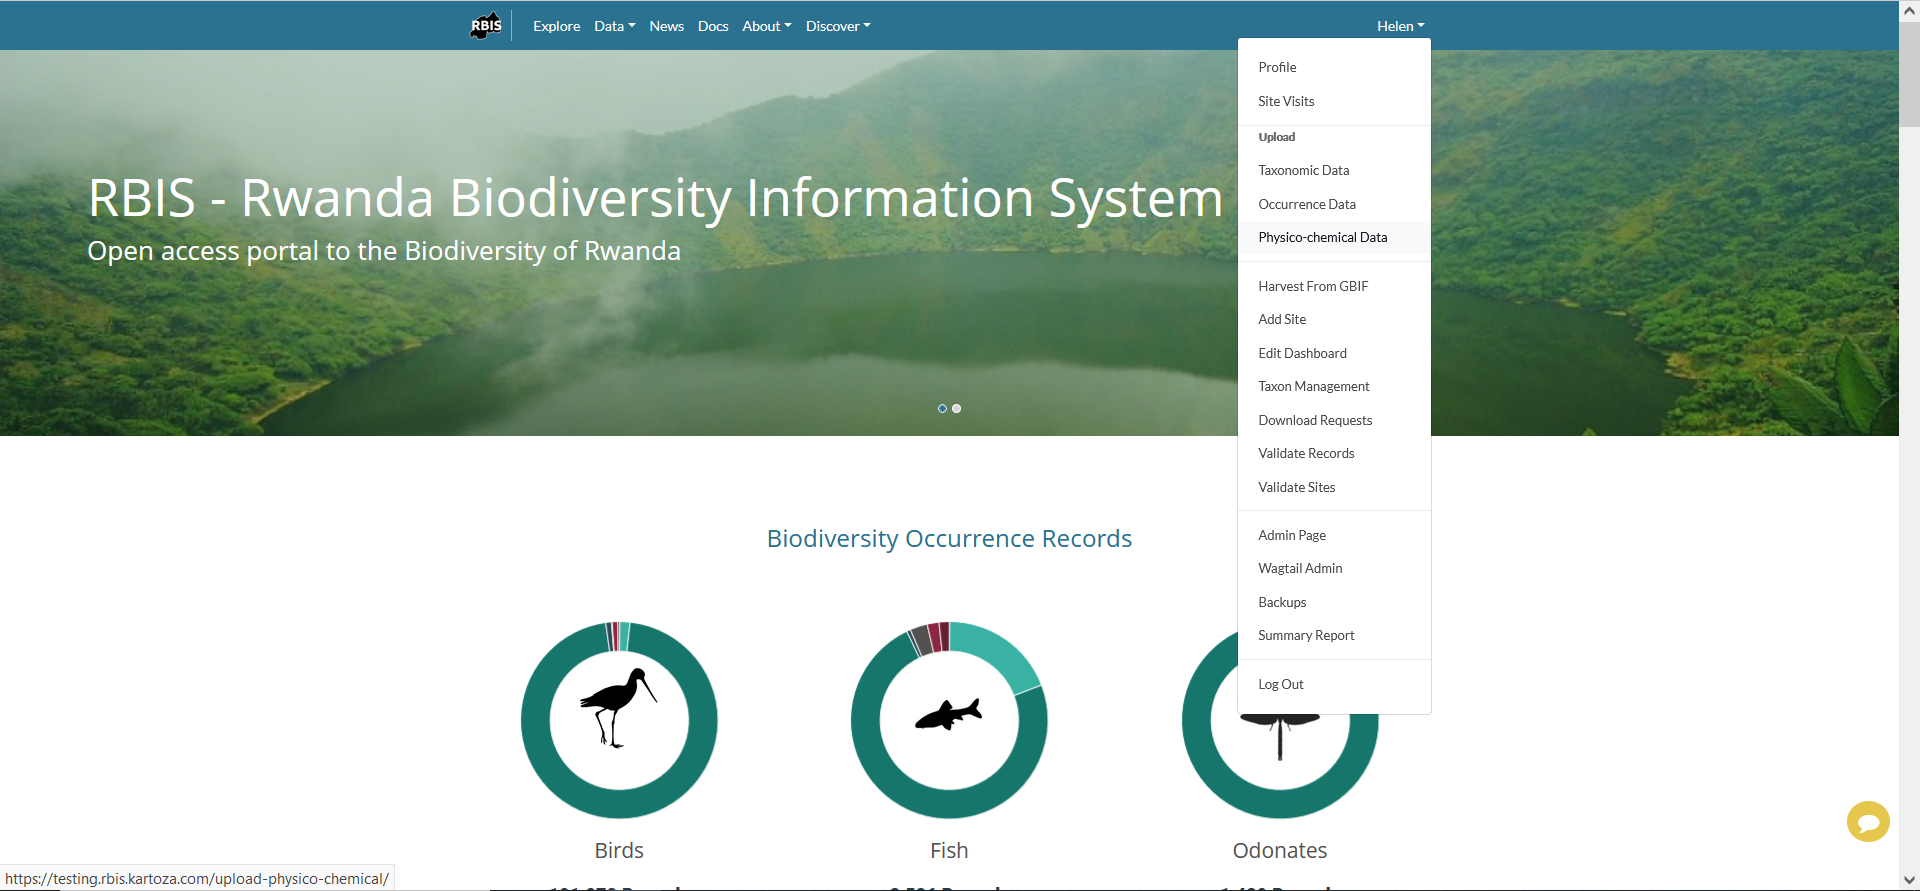 RBIS
Explore
Data
News
Docs
About
Discover
Helen
Profile
Site Visits
Upload
Taxonomic Data
Occurrence Data
Physico-chemical Data
Harvest From GBIF
Add Site
Edit Dashboard
Taxon Management
Download Requests
Validate Records
Validate Sites
Admin Page
Wagtail Admin
Backups
Summary Report
Log Out
RBIS - Rwanda Biodiversity Information System
Open access portal to the Biodiversity of Rwanda
Biodiversity Occurrence Records
Birds
Fish
Odonates
https://testing.rbis.kartoza.com/upload-physico-chemical/